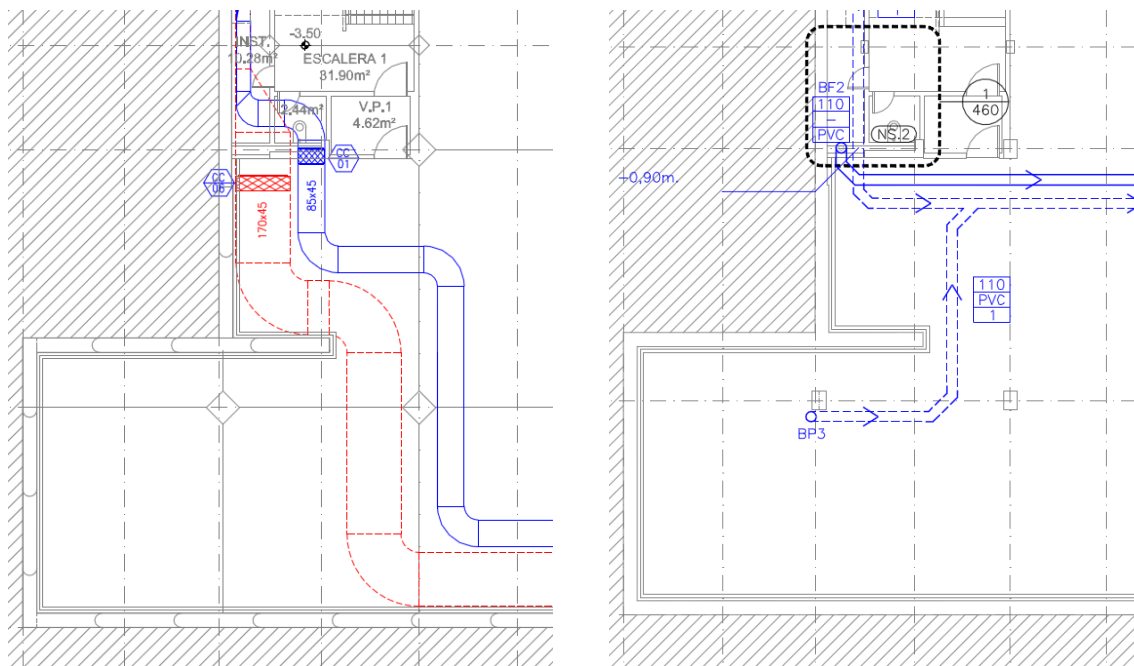 -3.50
INST.
10.28m²
ESCALERA 1
31.90m²
2.44m²
V.P.1
4.62m²
CC
01
CC
06
170x45
85x45
BF2
110
–
PVC
NS.2
1
460
-0,90m.
110
PVC
1
BP3